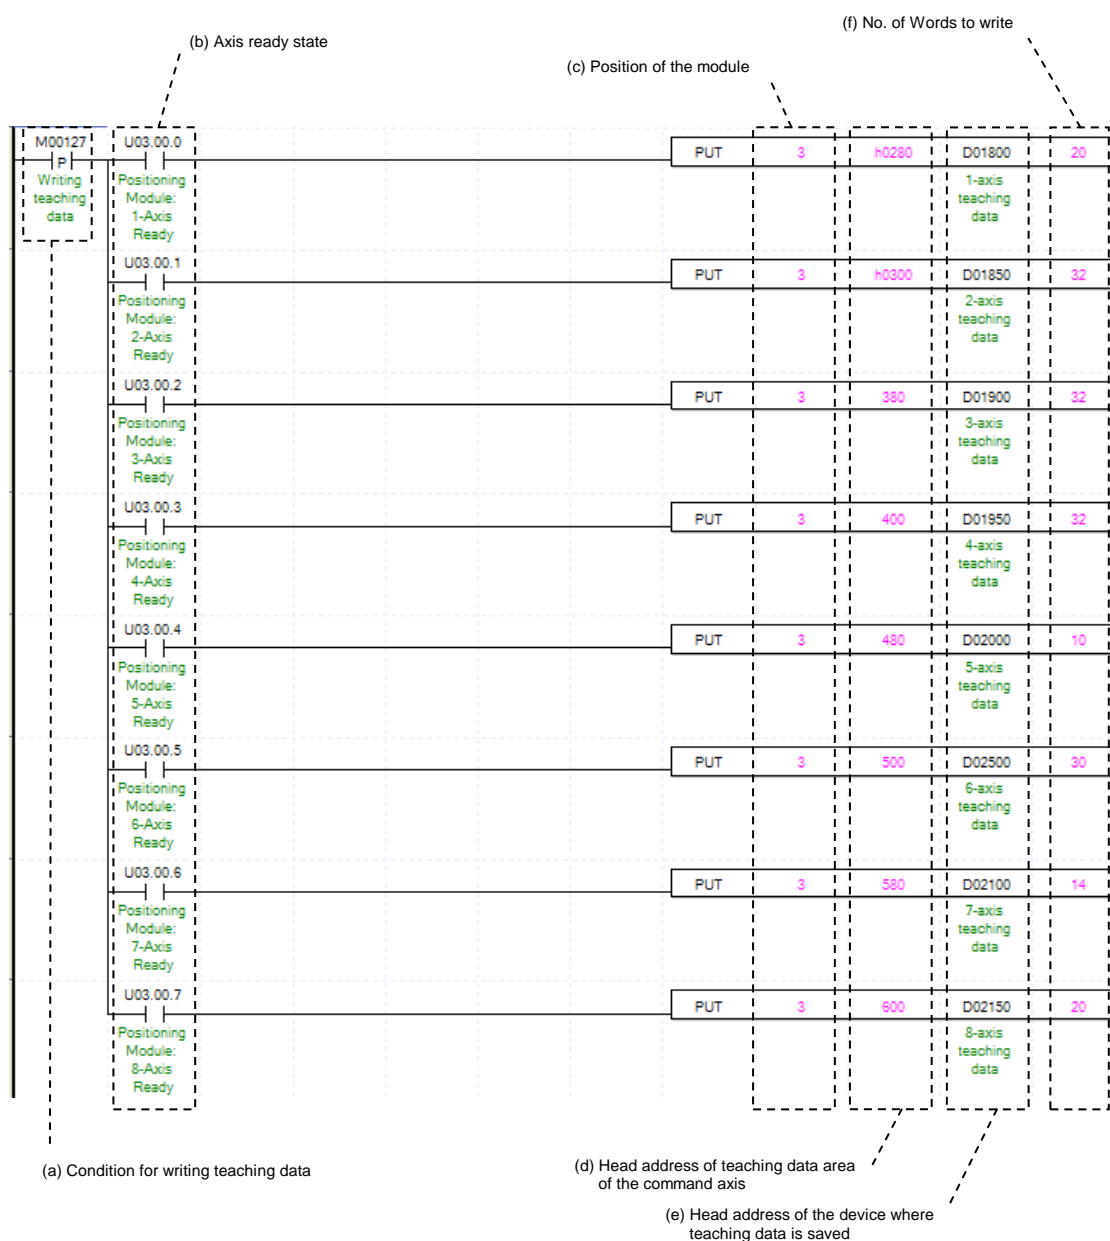 (f) No. of Words to write
(b) Axis ready state
(c) Position of the module
M00127
P
Writing
teaching
data
U03.00.0
Positioning
Module:
1-Axis
Ready
PUT 3 h0280 D01800 20
1-axis
teaching
data
U03.00.1
Positioning
Module:
2-Axis
Ready
PUT 3 h0300 D01850 32
2-axis
teaching
data
U03.00.2
Positioning
Module:
3-Axis
Ready
PUT 3 380 D01900 32
3-axis
teaching
data
U03.00.3
Positioning
Module:
4-Axis
Ready
PUT 3 400 D01950 32
4-axis
teaching
data
U03.00.4
Positioning
Module:
5-Axis
Ready
PUT 3 480 D02000 10
5-axis
teaching
data
U03.00.5
Positioning
Module:
6-Axis
Ready
PUT 3 500 D02500 30
6-axis
teaching
data
U03.00.6
Positioning
Module:
7-Axis
Ready
PUT 3 580 D02100 14
7-axis
teaching
data
U03.00.7
Positioning
Module:
8-Axis
Ready
PUT 3 600 D02150 20
8-axis
teaching
data
(a) Condition for writing teaching data
(d) Head address of teaching data area
of the command axis
(e) Head address of the device where
teaching data is saved